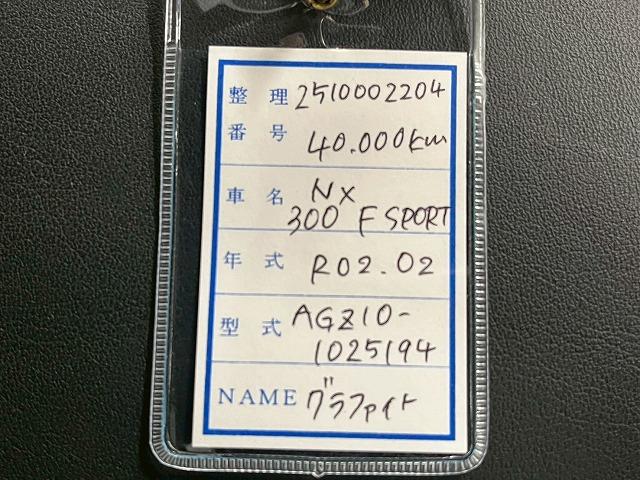 整理 2510002204
番号 40.000km
車名 NX
300 F SPORT
年式 R02.02
型式 AGZ10-
1025194
NAME グラファイト